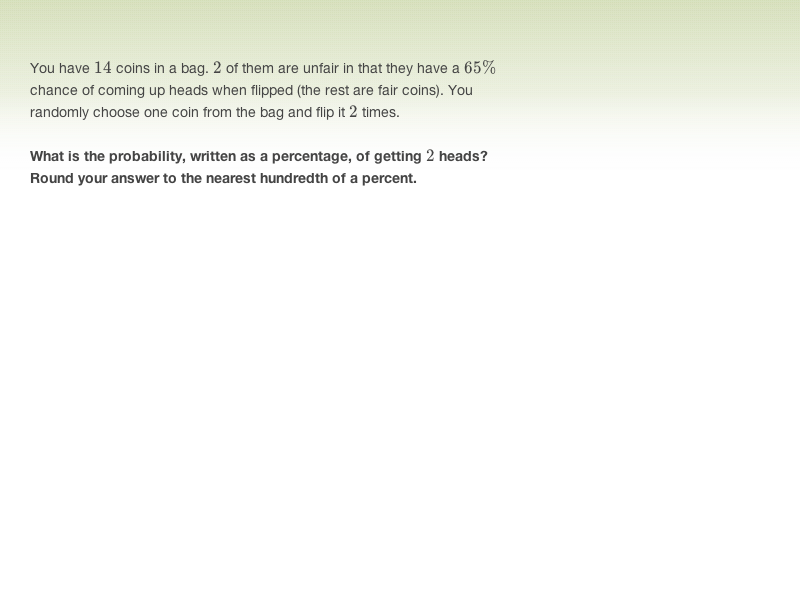 You have 14 coins in a bag. 2 of them are unfair in that they have a 65%
chance of coming up heads when flipped (the rest are fair coins). You
randomly choose one coin from the bag and flip it 2 times.
What is the probability, written as a percentage, of getting 2 heads?
Round your answer to the nearest hundredth of a percent.